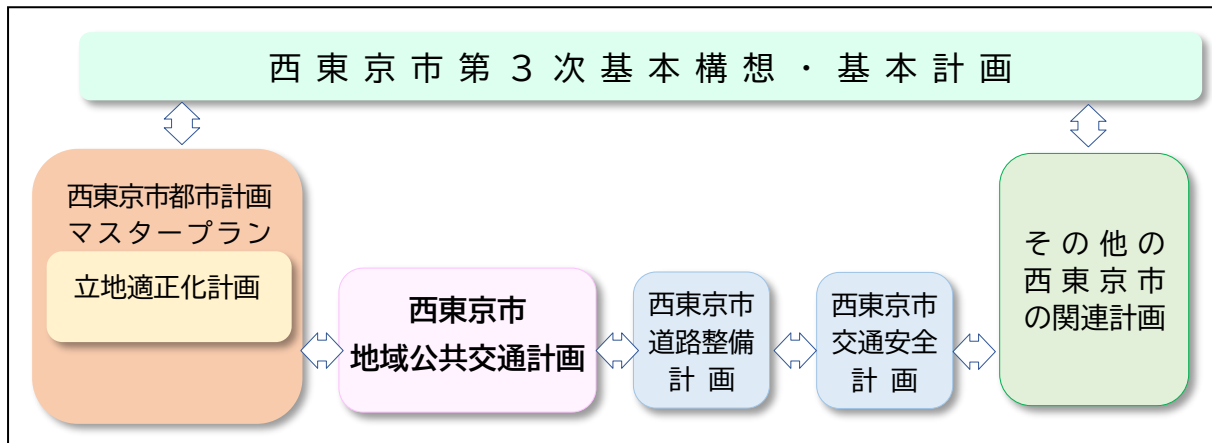 西東京市第3次基本構想・基本計画
西東京市都市計画
マスタープラン
立地適正化計画
西東京市
地域公共交通計画
西東京市
道路整備
計画
西東京市
交通安全
計画
その他の
西東京市
の関連計画